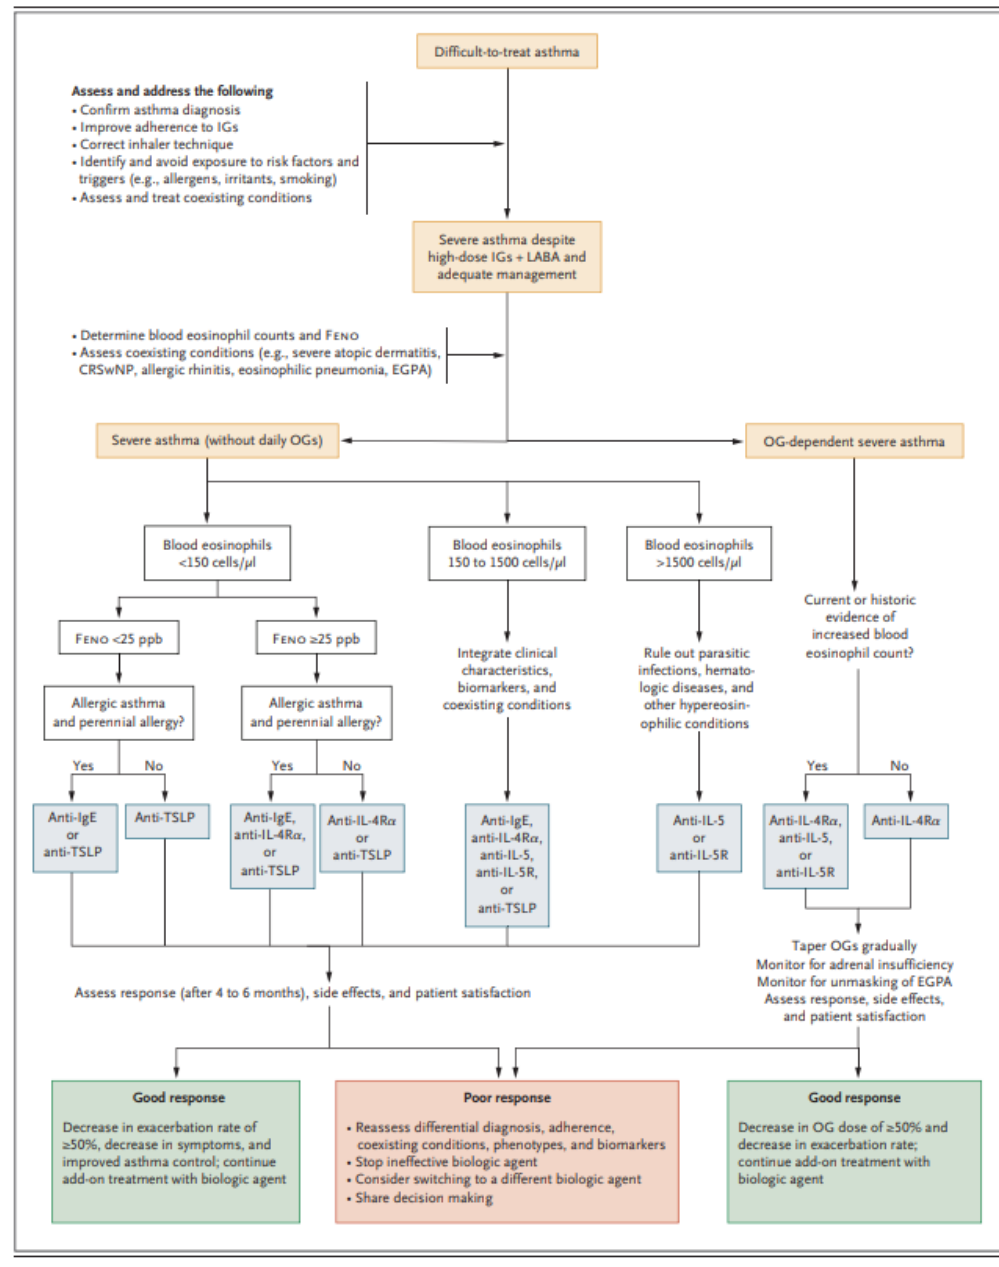 Difficult-to-treat asthma
Assess and address the following
• Confirm asthma diagnosis
• Improve adherence to IGs
• Correct inhaler technique
• Identify and avoid exposure to risk factors and
triggers (e.g., allergens, irritants, smoking)
• Assess and treat coexisting conditions
Severe asthma despite
high-dose IGs + LABA and
adequate management
• Determine blood eosinophil counts and FENO
• Assess coexisting conditions (e.g., severe atopic dermatitis,
CRSwNP, allergic rhinitis, eosinophilic pneumonia, EGPA)
Severe asthma (without daily OGs)
OG-dependent severe asthma
Blood eosinophils
<150 cells/μl
Blood eosinophils
150 to 1500 cells/μl
Blood eosinophils
>1500 cells/μl
Current or historic
evidence of
increased blood
eosinophil count?
FENO <25 ppb
FENO ≥25 ppb
Integrate clinical
characteristics,
biomarkers, and
coexisting conditions
Rule out parasitic
infections, hemato-
logic diseases, and
other hypereosin-
ophilic conditions
Allergic asthma
and perennial allergy?
Allergic asthma
and perennial allergy?
Yes
No
Yes
No
Yes
No
Anti-IgE
or
anti-TSLP
Anti-TSLP
Anti-IgE,
anti-IL-4Rα,
or
anti-TSLP
Anti-IL-4Rα
or
anti-TSLP
Anti-IgE,
anti-IL-4Rα,
anti-IL-5,
anti-IL-5R,
or
anti-TSLP
Anti-IL-5
or
anti-IL-5R
Anti-IL-4Rα,
anti-IL-5,
or
anti-IL-5R
Anti-IL-4Rα
Assess response (after 4 to 6 months), side effects, and patient satisfaction
Taper OGs gradually
Monitor for adrenal insufficiency
Monitor for unmasking of EGPA
Assess response, side effects,
and patient satisfaction
Good response
Decrease in exacerbation rate of
≥50%, decrease in symptoms, and
improved asthma control; continue
add-on treatment with biologic agent
Poor response
• Reassess differential diagnosis, adherence,
coexisting conditions, phenotypes, and biomarkers
• Stop ineffective biologic agent
• Consider switching to a different biologic agent
• Share decision making
Good response
Decrease in OG dose of ≥50% and
decrease in exacerbation rate;
continue add-on treatment with
biologic agent